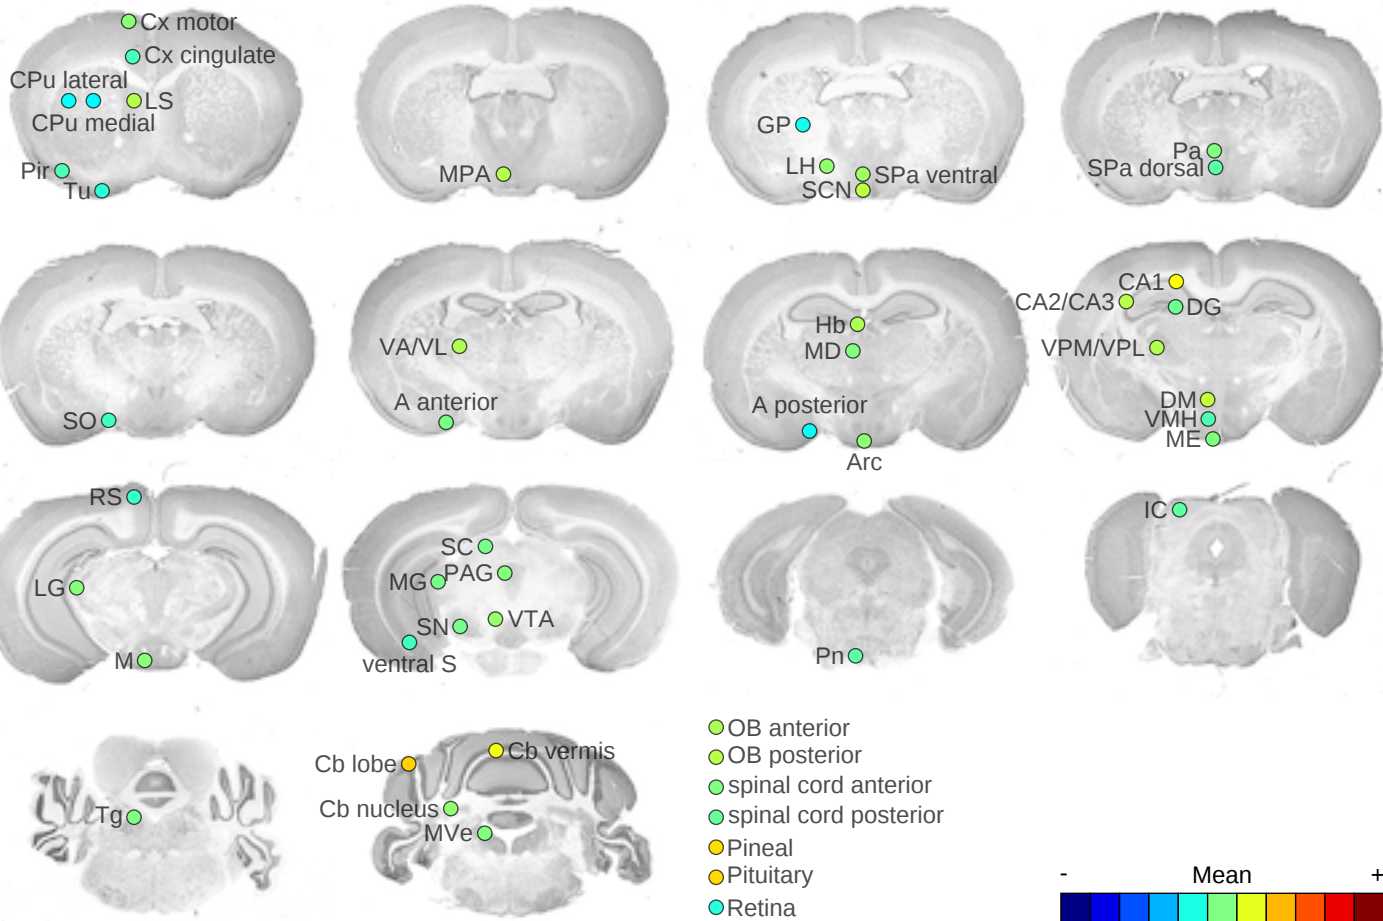 Cx motor
Cx cingulate
CPu lateral
LS
CPu medial
Pir
Tu
MPA
GP
LH
SPa ventral
SCN
Pa
SPa dorsal
SO
VA/VL
A anterior
Hb
MD
A posterior
Arc
CA1
CA2/CA3
DG
VPM/VPL
DM
VMH
ME
RS
LG
M
SC
MG
PAG
SN
VTA
ventral S
Pn
IC
Tg
Cb lobe
Cb vermis
Cb nucleus
MVe
OB anterior
OB posterior
spinal cord anterior
spinal cord posterior
Pineal
Pituitary
Retina
- Mean +